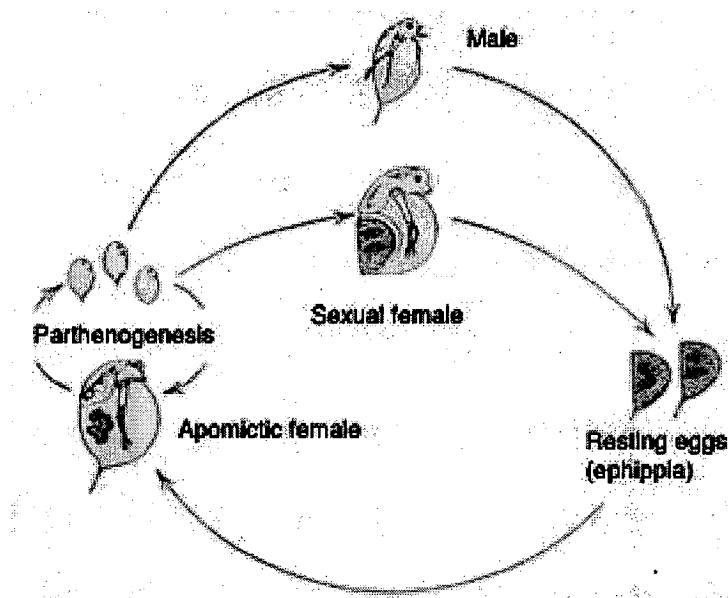 Male
Sexual female
Parthenogenesis
Apomictic female
Resting eggs
(ephippia)